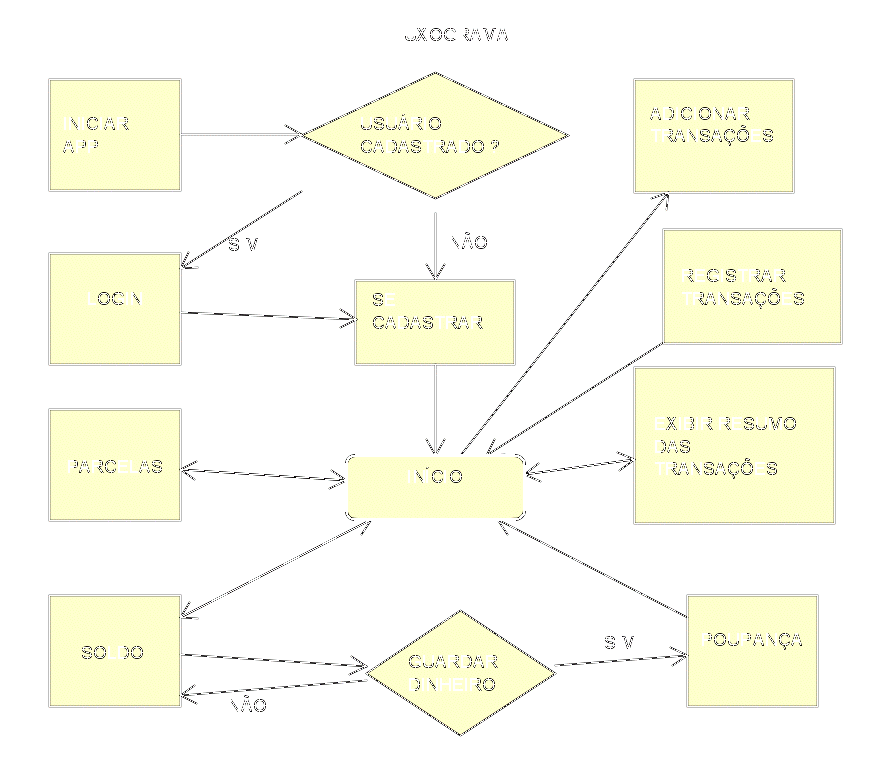 FLUXOGRAMA
INICIAR
APP
USUÁRIO
CADASTRADO ?
ADICIONAR
TRANSAÇÕES
SIM
NÃO
REGISTRAR
TRANSAÇÕES
LOGIN
SE
CADASTRAR
EXIBIR RESUMO
DAS
TRANSAÇÕES
PARCELAS
INÍCIO
SOLDO
GUARDAR
DINHEIRO
SIM
POUPANÇA
NÃO